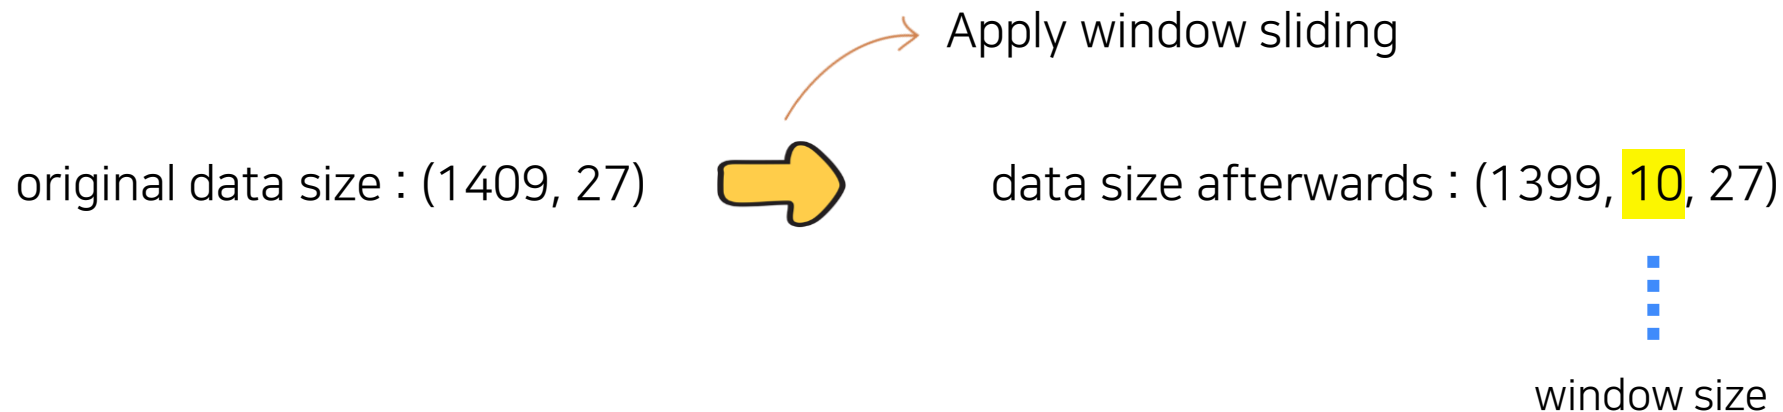 Apply window sliding
original data size : (1409, 27)
data size afterwards : (1399, 10, 27)
window size